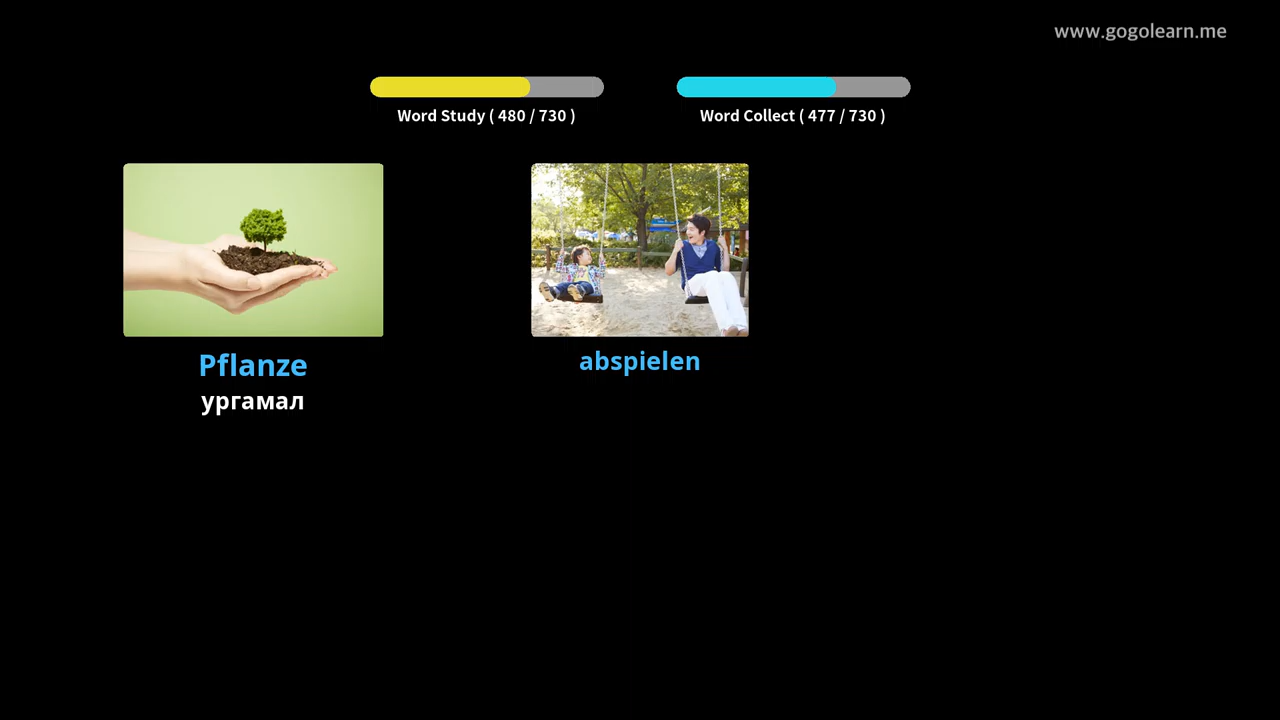 www.gogolearn.me
Word Study ( 480 / 730 )
Word Collect ( 477 / 730 )
Pflanze
ургамал
abspielen